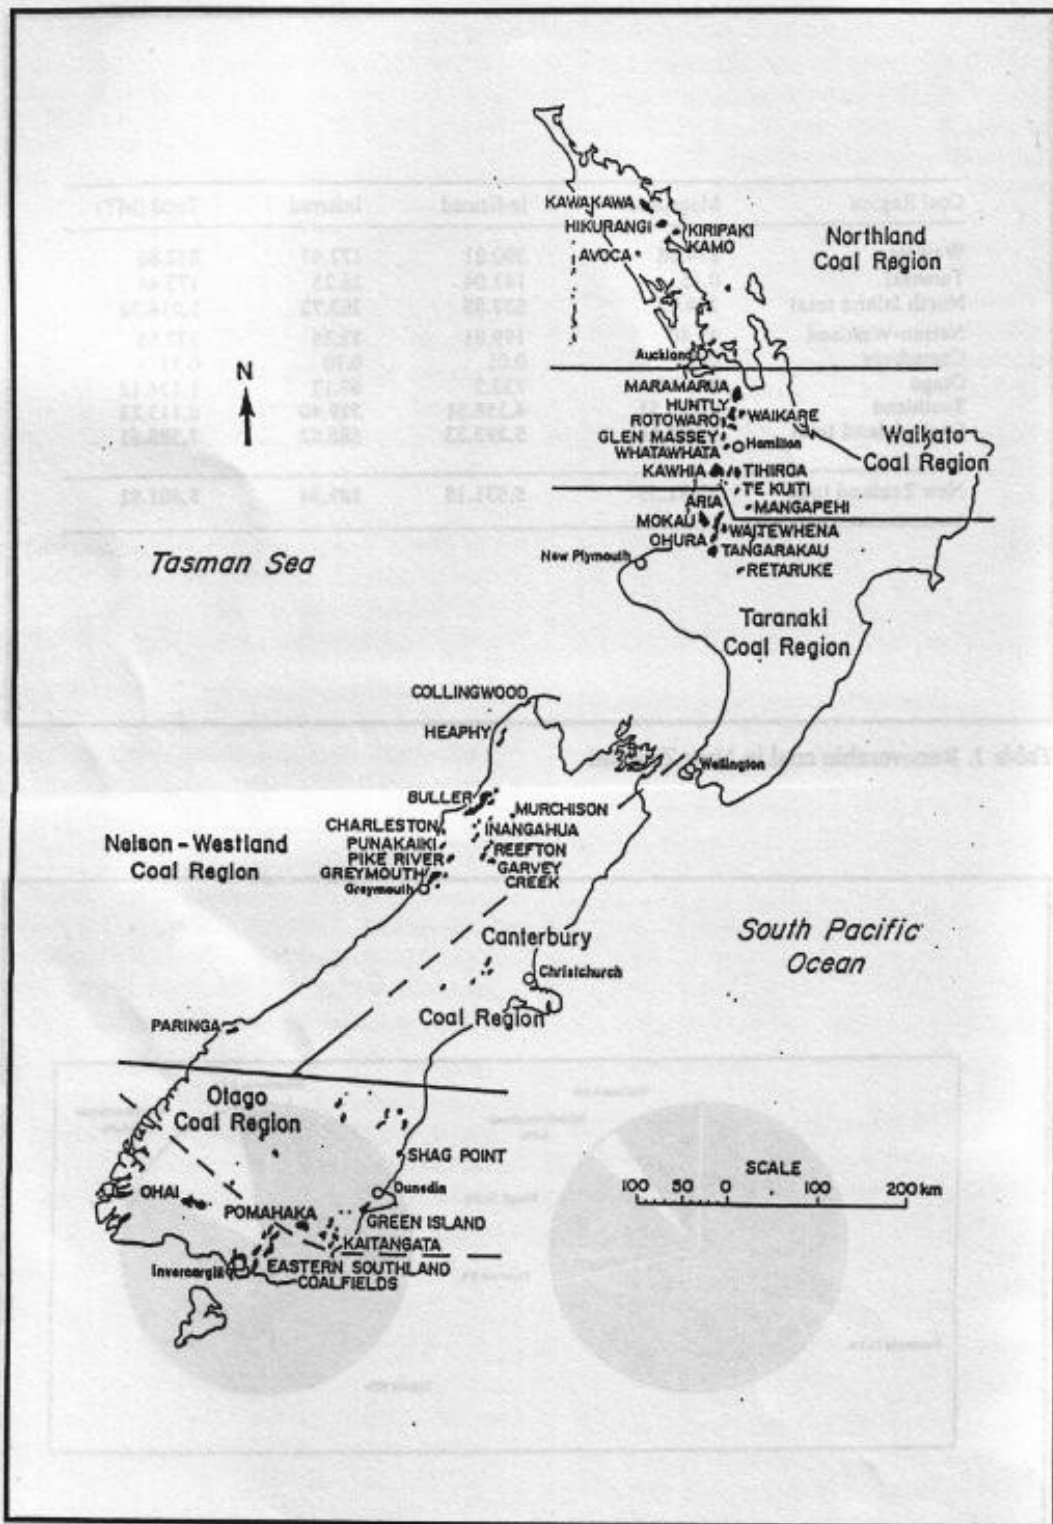 KAWAKAWA
HIKURANGI
KIRIPAKI
KAMO
AVOCA
Northland
Coal Region
Auckland
N
MARAMARUA
HUNTLY
WAIKARE
ROTOWARO
GLEN MASSEY
Hamilton
WHATAWHATA
Waikato
Coal Region
KAWHIA
TIHIROA
TE KUITI
ARIA
MANGAPEHI
MOKAU
WAITEWHENA
OHURA
TANGARAKAU
New Plymouth
RETARUKE
Tasman Sea
Taranaki
Coal Region
COLLINGWOOD
HEAPHY
Wellington
BULLER
MURCHISON
CHARLESTON
INANGAHUA
PUNAKAIKI
REEFTON
PIKE RIVER
GARVEY
CREEK
GREYMOUTH
Greymouth
Nelson - Westland
Coal Region
Canterbury
Coal Region
Christchurch
South Pacific
Ocean
PARINGA
Otago
Coal Region
SHAG POINT
SCALE
100 50 0 100 200 km
OHAI
Dunedin
POMAHAKA
GREEN ISLAND
KAITANGATA
Invercargill
EASTERN SOUTHLAND
COALFIELDS